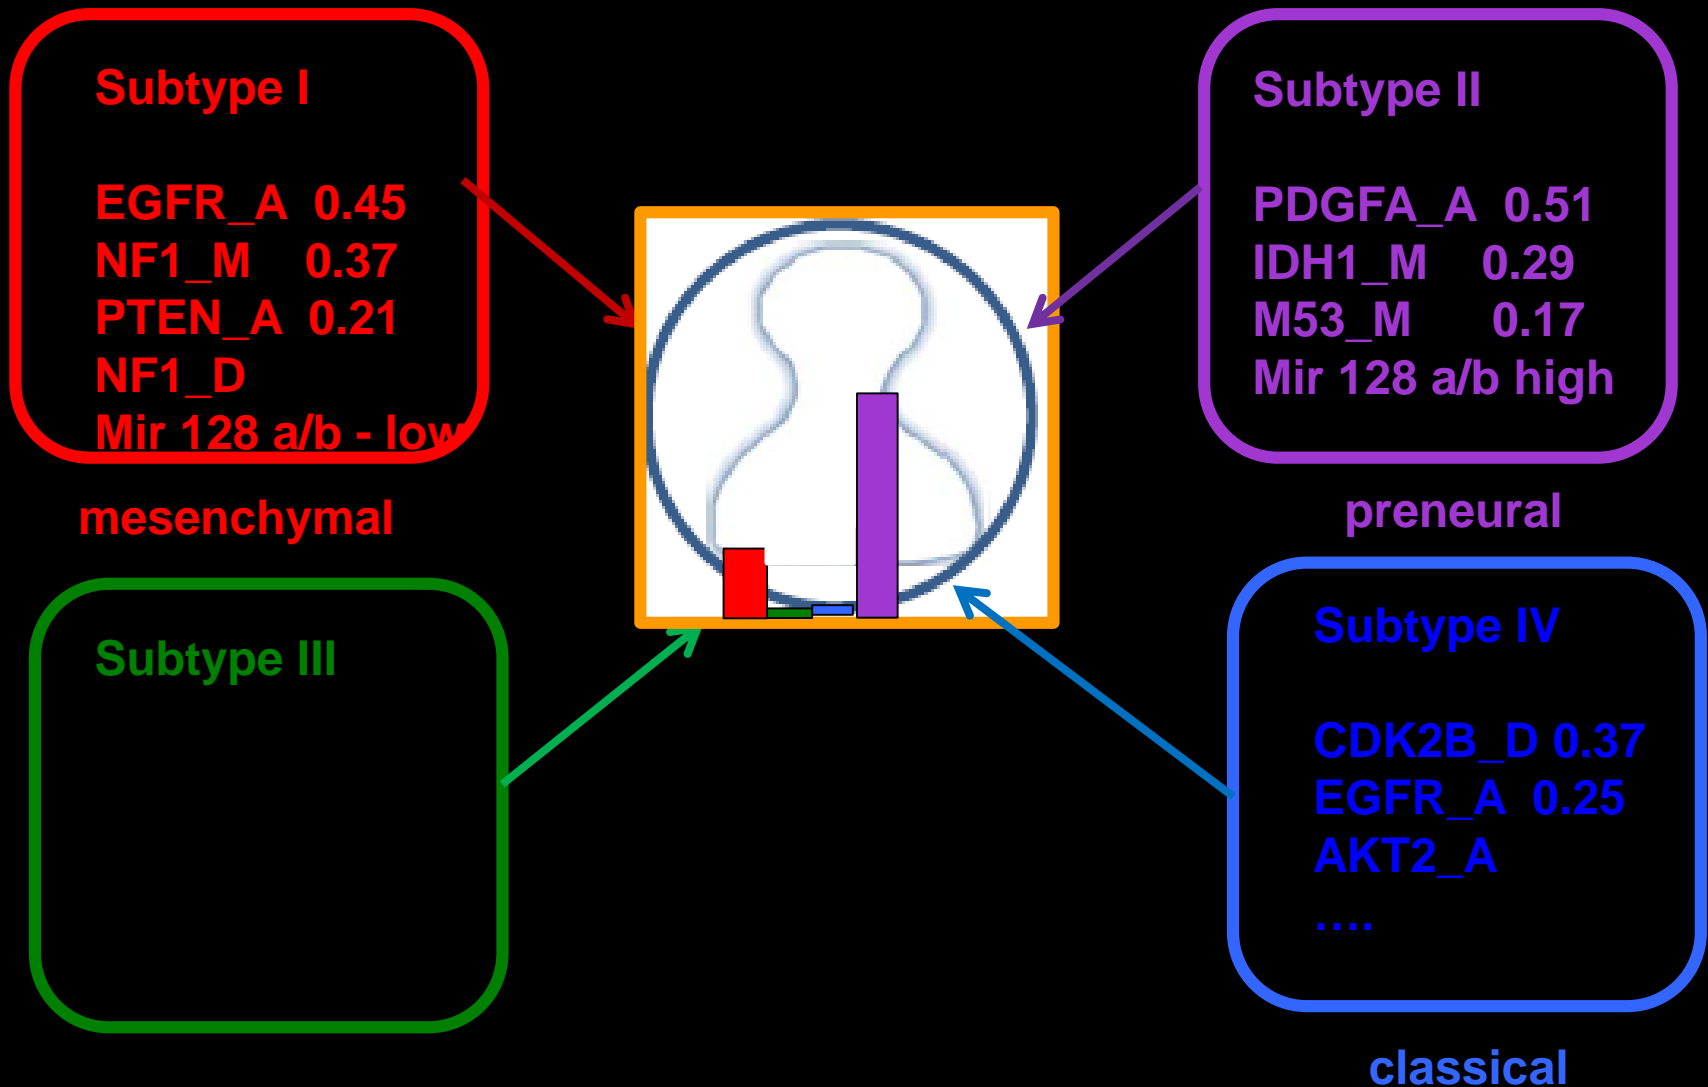 Subtype I
EGFR_A 0.45
NF1_M 0.37
PTEN_A 0.21
NF1_D
Mir 128 a/b - low
mesenchymal
Subtype II
PDGFA_A 0.51
IDH1_M 0.29
M53_M 0.17
Mir 128 a/b high
preneural
Subtype III
Subtype IV
CDK2B_D 0.37
EGFR_A 0.25
AKT2_A
....
classical